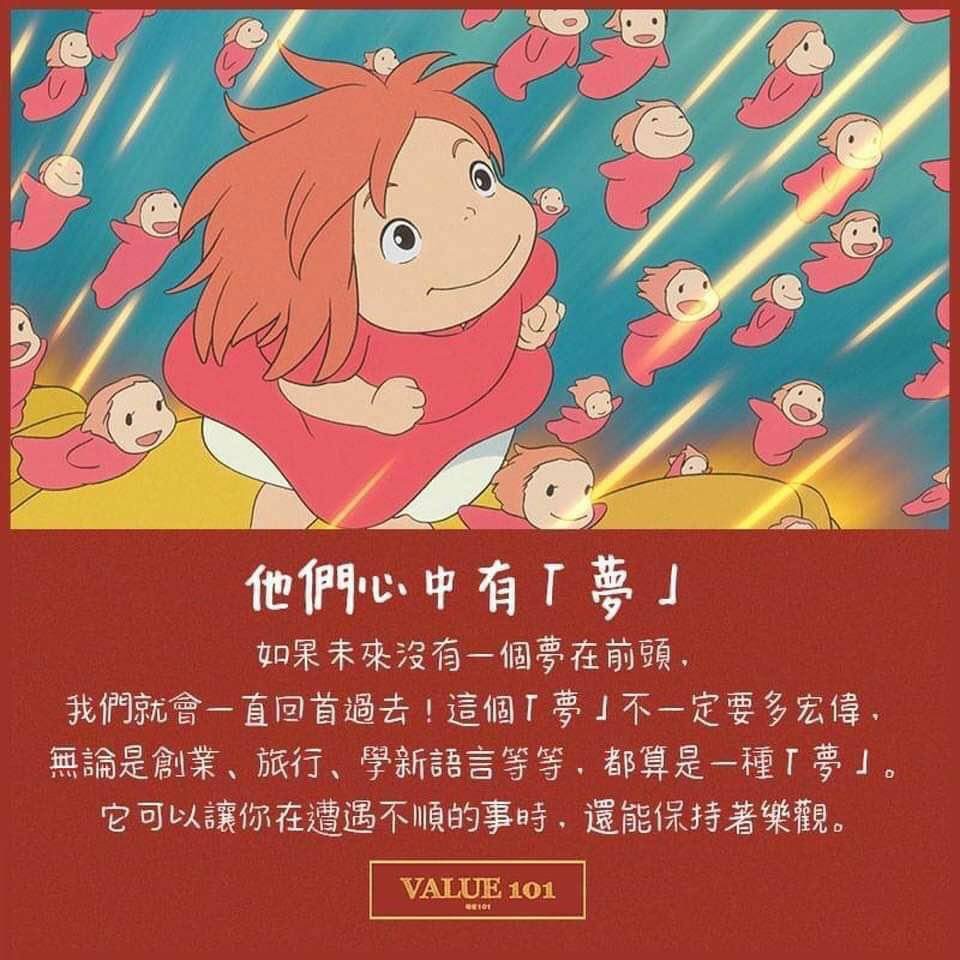 他們心中有「夢」
如果未來沒有一個夢在前頭，
我們就會一直回首過去！這個「夢」不一定要多宏偉，
無論是創業、旅行、學新語言等等，都算是一種「夢」。
它可以讓你在遭遇不順的事時，還能保持著樂觀。
VALUE 101